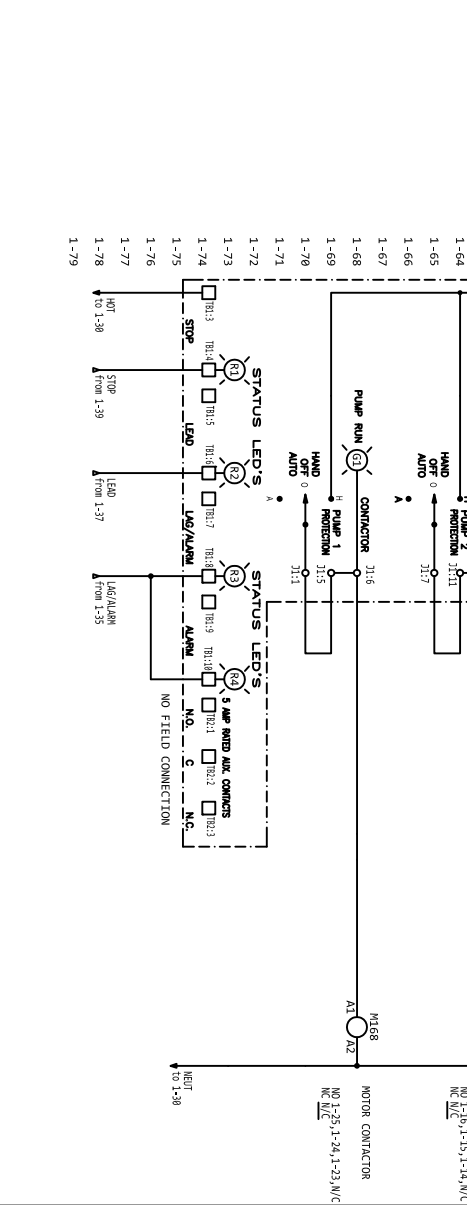 1-64
1-65
1-66
1-67
1-68
1-70
1-71
1-72
1-73
1-74
1-75
1-76
1-77
1-78
1-79
PUMP 2
PROTECTION
J1:11
HAND
OFF O
AUTO
A
J1:7
NO 1-16,1-15,1-14,N/C
NC N/C
PUMP RUN
G1
CONTACTOR
J1:6
A1
M168
A2
MOTOR CONTACTOR
NO 1-25,1-24,1-23,N/C
NC N/C
HAND
OFF O
AUTO
H
A
PUMP 1
PROTECTION
J1:5
J1:1
STATUS LED'S
STATUS LED'S
R1
R2
R3
R4
5 AMP RATED AUX. CONTACTS
TB1:3
TB1:4
TB1:5
TB1:6
TB1:7
TB1:8
TB1:9
TB1:10
TB2:1
TB2:2
TB2:3
STOP
LEAD
LAG/ALARM
ALARM
N.O.
C
N.C.
NO FIELD CONNECTION
NEUT
to 1-30
HOT
to 1-30
STOP
from 1-39
LEAD
from 1-37
LAG/ALARM
from 1-35